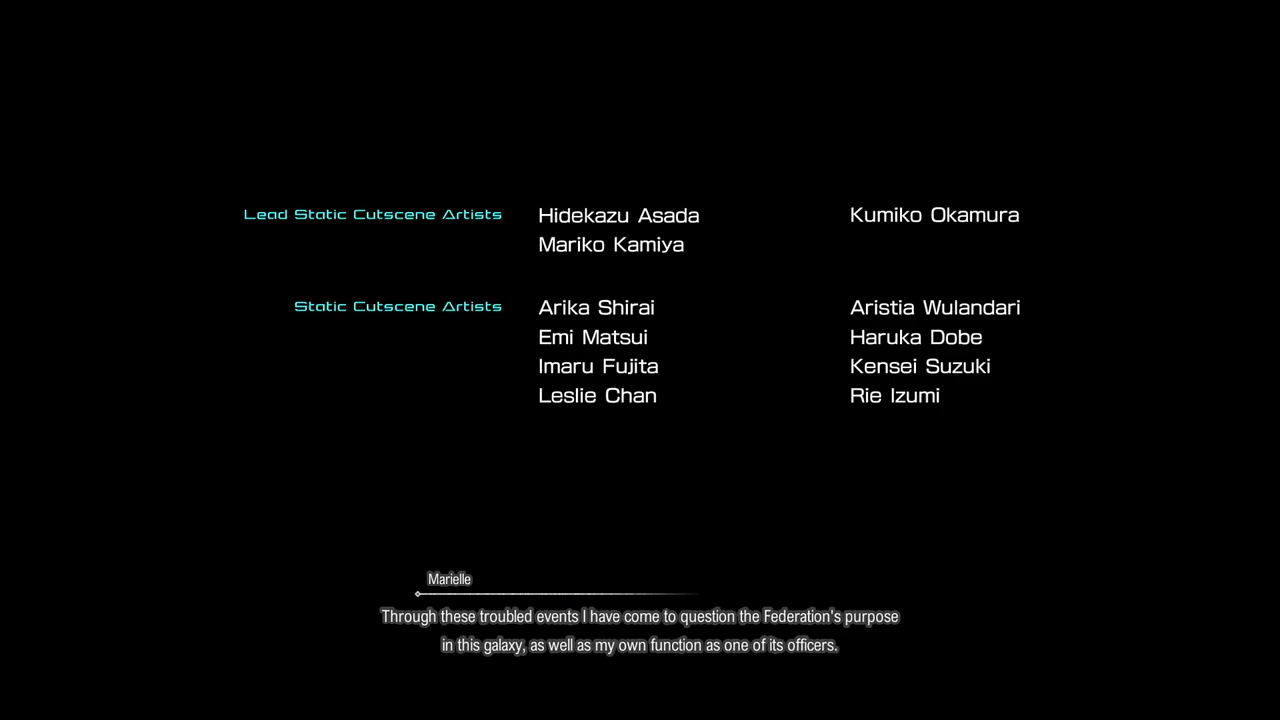 Lead Static Cutscene Artists Hidekazu Asada Kumiko Okamura
Mariko Kamiya
Static Cutscene Artists Arika Shirai Aristia Wulandari
Emi Matsui Haruka Dobe
Imaru Fujita Kensei Suzuki
Leslie Chan Rie Izumi
Marielle
Through these troubled events I have come to question the Federation's purpose
in this galaxy, as well as my own function as one of its officers.